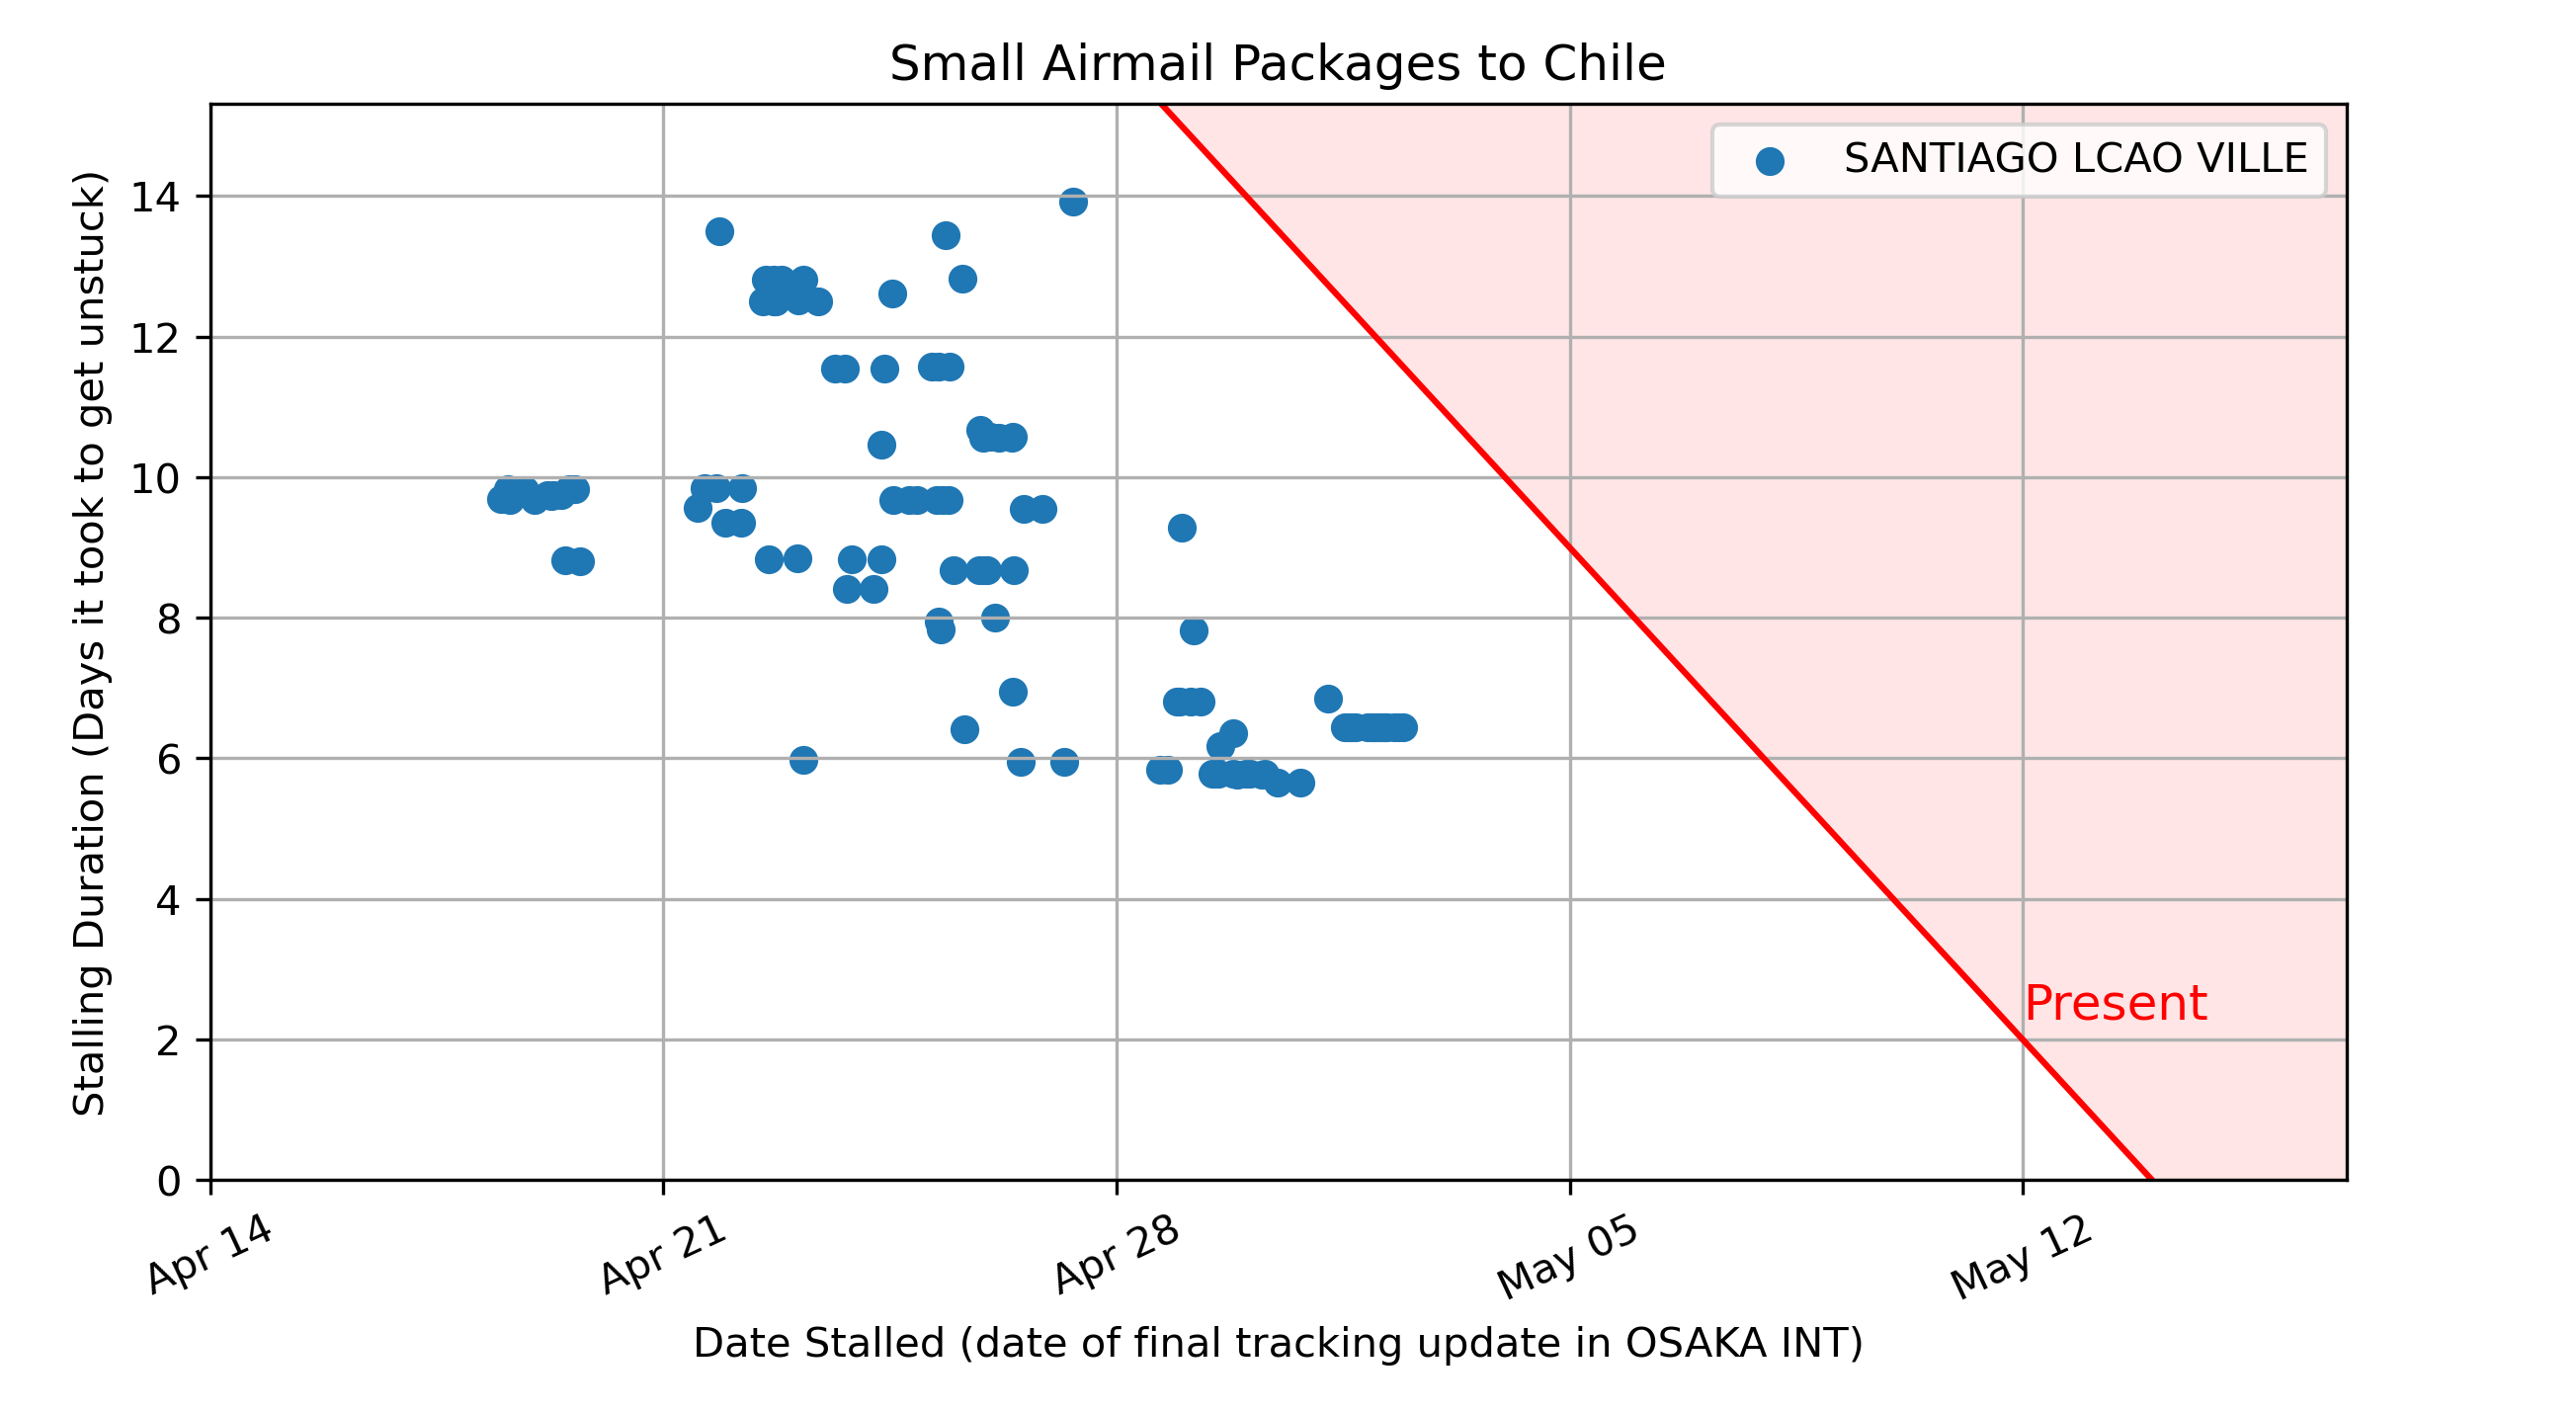 Small Airmail Packages to Chile
SANTIAGO LCAO VILLE
Stalling Duration (Days it took to get unstuck)
14
12
10
8
6
4
2
0
Present
Apr 14
Apr 21
Apr 28
May 05
May 12
Date Stalled (date of final tracking update in OSAKA INT)